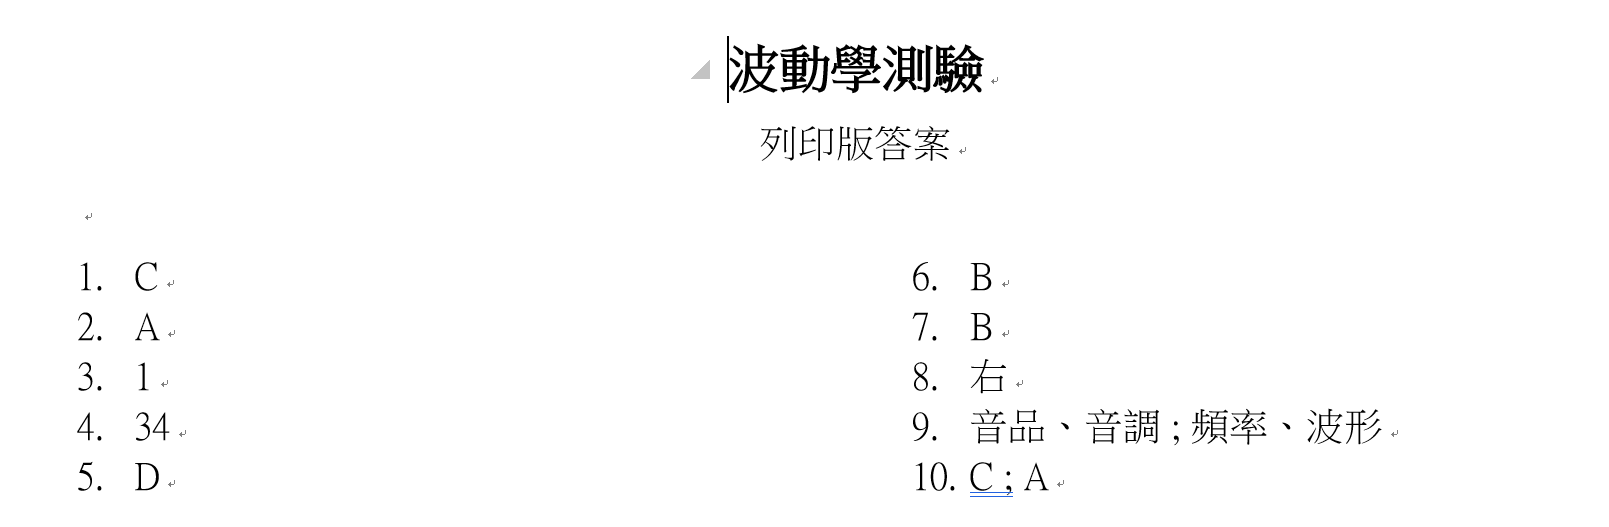 波動學測驗
列印版答案
1. C
2. A
3. 1
4. 34
5. D
6. B
7. B
8. 右
9. 音品、音調 ; 頻率、波形
10. C ; A